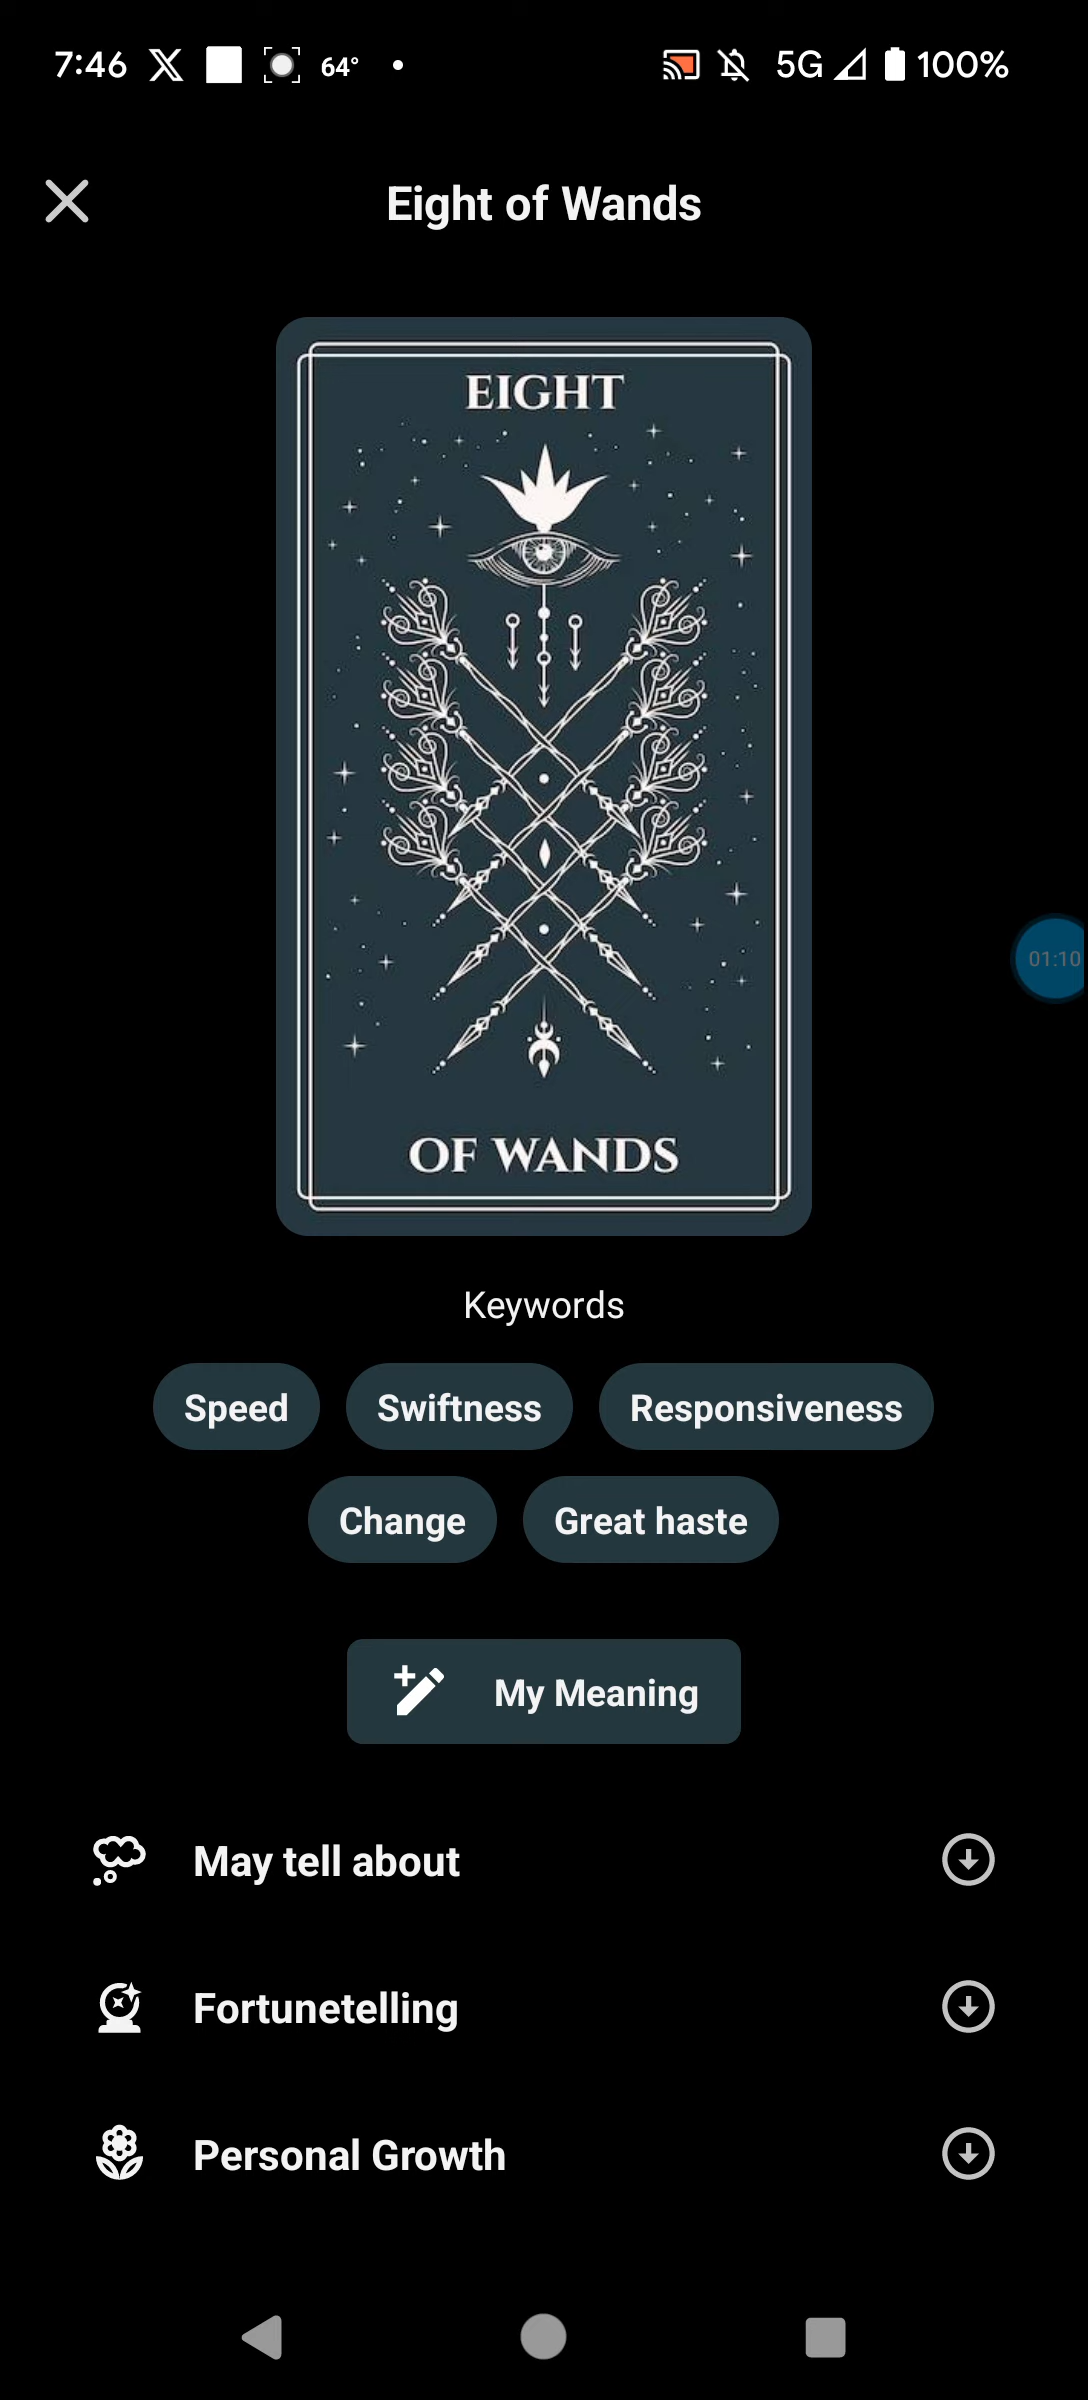 7:46 64° 5G 100%
Eight of Wands
EIGHT
OF WANDS
01:10
Keywords
Speed Swiftness Responsiveness
Change Great haste
My Meaning
May tell about
Fortunetelling
Personal Growth